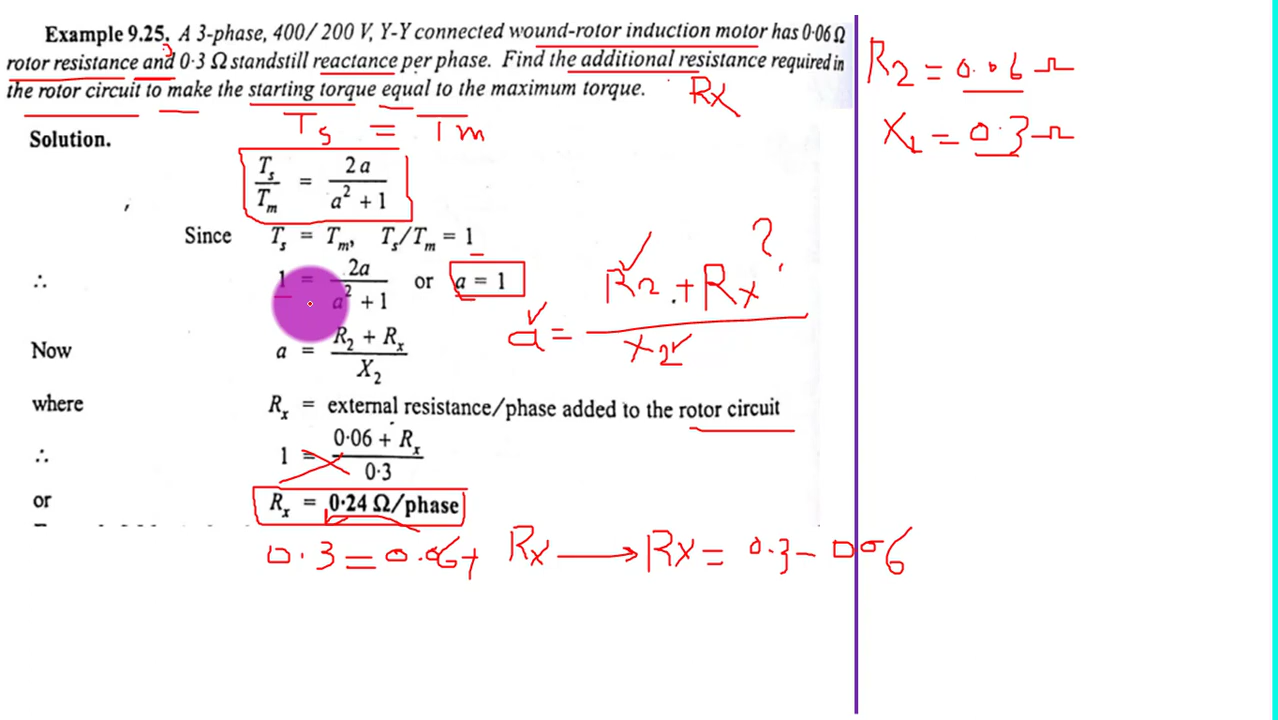 Example 9.25. A 3-phase, 400/ 200 V, Y-Y connected wound-rotor induction motor has 0·06 Ω
rotor resistance and 0·3 Ω standstill reactance per phase. Find the additional resistance required in
the rotor circuit to make the starting torque equal to the maximum torque.
Rx
R2 = 0.06 Ω
Ts = Tm
X2 = 0.3 Ω
Solution.
Ts/Tm = 2a/(a² + 1)
Since Ts = Tm, Ts/Tm = 1
∴ 1 = 2a/(a² + 1) or a = 1
a = (R2 + Rx)/X2
?
Now a = (R2 + Rx)/X2
where Rx = external resistance/phase added to the rotor circuit
∴ 1 = (0·06 + Rx)/0·3
or Rx = 0·24 Ω/phase
0.3 = 0.06 + Rx → Rx = 0.3 - 0.06